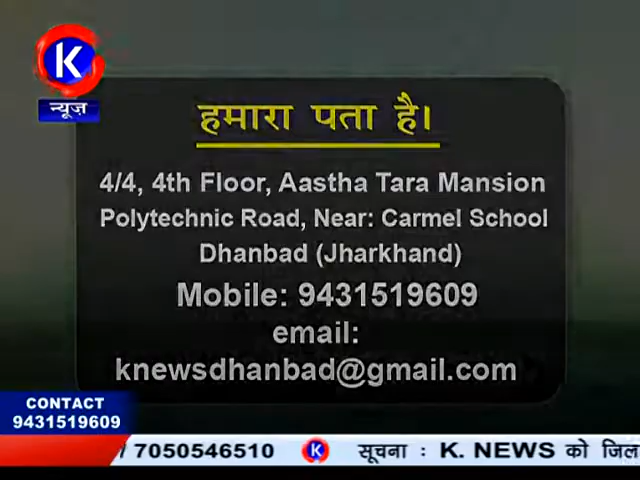 K
न्यूज़
हमारा पता है।
4/4, 4th Floor, Aastha Tara Mansion
Polytechnic Road, Near: Carmel School
Dhanbad (Jharkhand)
Mobile: 9431519609
email:
knewsdhanbad@gmail.com
CONTACT
9431519609
7050546510 K सूचना : K. NEWS को जिल